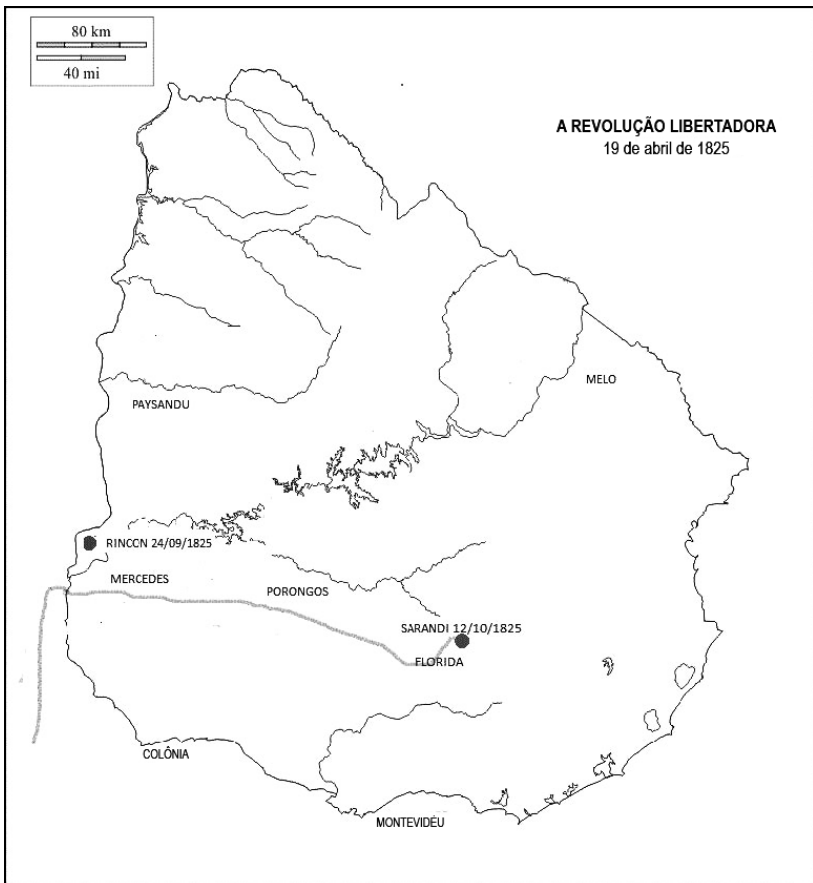 80 km
40 mi
A REVOLUÇÃO LIBERTADORA
19 de abril de 1825
MELO
PAYSANDU
RINCON 24/09/1825
MERCEDES
PORONGOS
SARANDI 12/10/1825
FLORIDA
COLÔNIA
MONTEVIDÉU